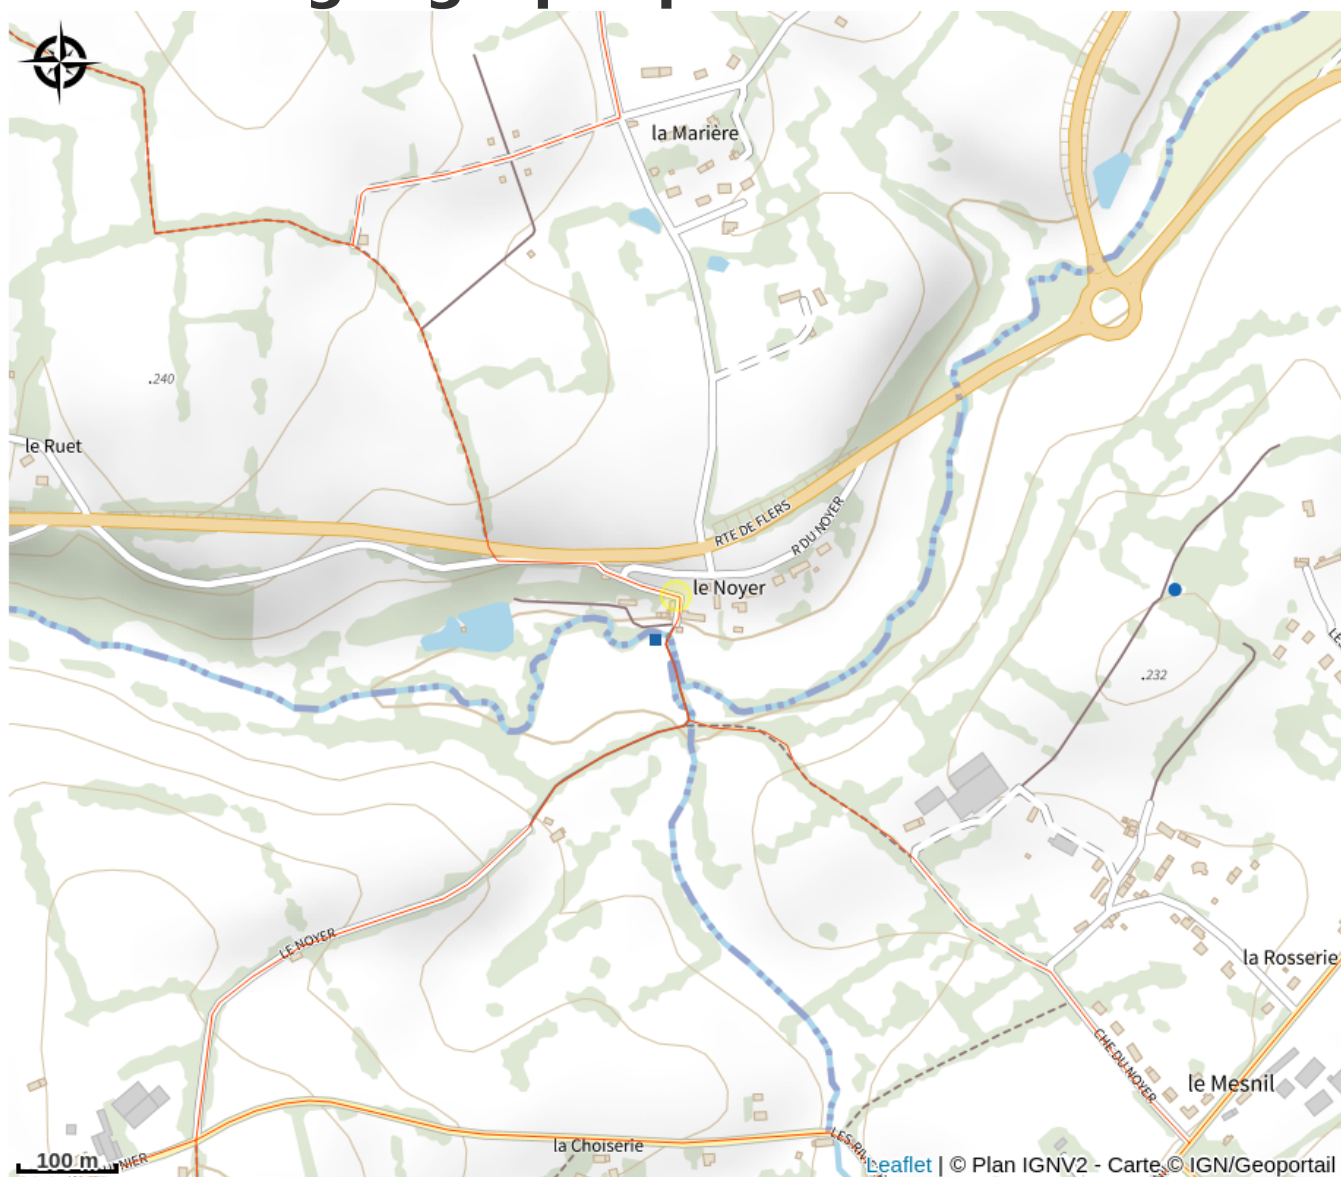 la Marière
.240
le Ruet
RTE DE FLERS
R DU NOYER
le Noyer
.232
LE NOYER
la Rosserie
CHE DU NOYER
le Mesnil
la Choiserie
100 m
Leaflet | © Plan IGNV2 - Carte © IGN/Geoportail